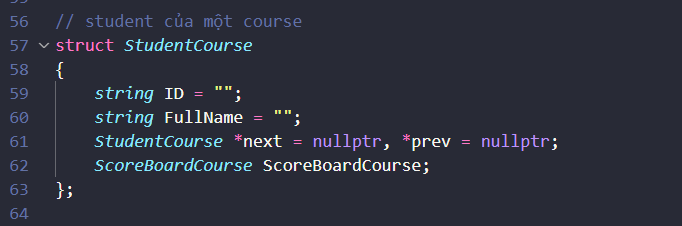 56 // student của một course
57 struct StudentCourse
58 {
59 string ID = "";
60 string FullName = "";
61 StudentCourse *next = nullptr, *prev = nullptr;
62 ScoreBoardCourse ScoreBoardCourse;
63 };
64